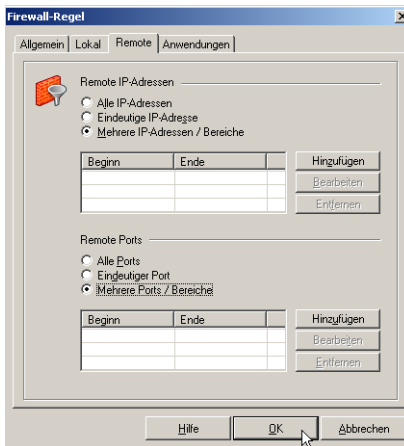 Firewall-Regel
Allgemein Lokal Remote Anwendungen
Remote IP-Adressen
Alle IP-Adressen
Eindeutige IP-Adresse
Mehrere IP-Adressen / Bereiche
Beginn Ende Hinzufügen
Bearbeiten
Entfernen
Remote Ports
Alle Ports
Eindeutiger Port
Mehrere Ports / Bereiche
Beginn Ende Hinzufügen
Bearbeiten
Entfernen
Hilfe OK Abbrechen